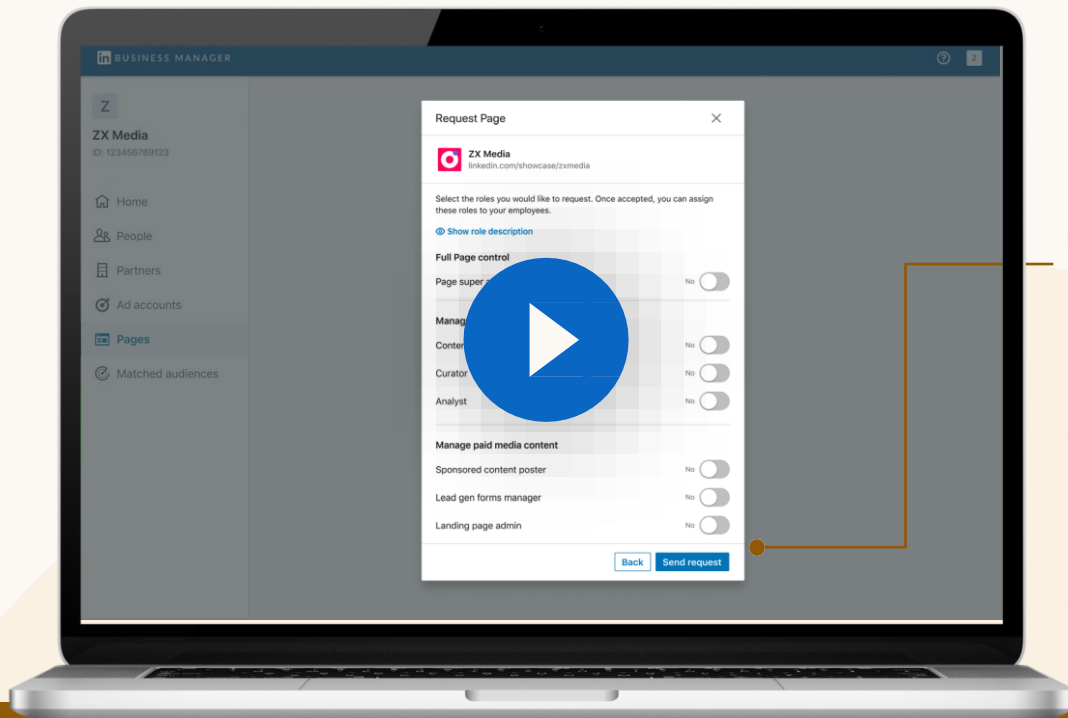 in BUSINESS MANAGER
Z
Z
ZX Media
ID: 123456789123
Home
People
Partners
Ad accounts
Pages
Matched audiences
Request Page
ZX Media
linkedin.com/showcase/zxmedia
Select the roles you would like to request. Once accepted, you can assign
these roles to your employees.
Show role description
Full Page control
Page super No
Manag
Conten No
Curator No
Analyst No
Manage paid media content
Sponsored content poster No
Lead gen forms manager No
Landing page admin No
Back Send request